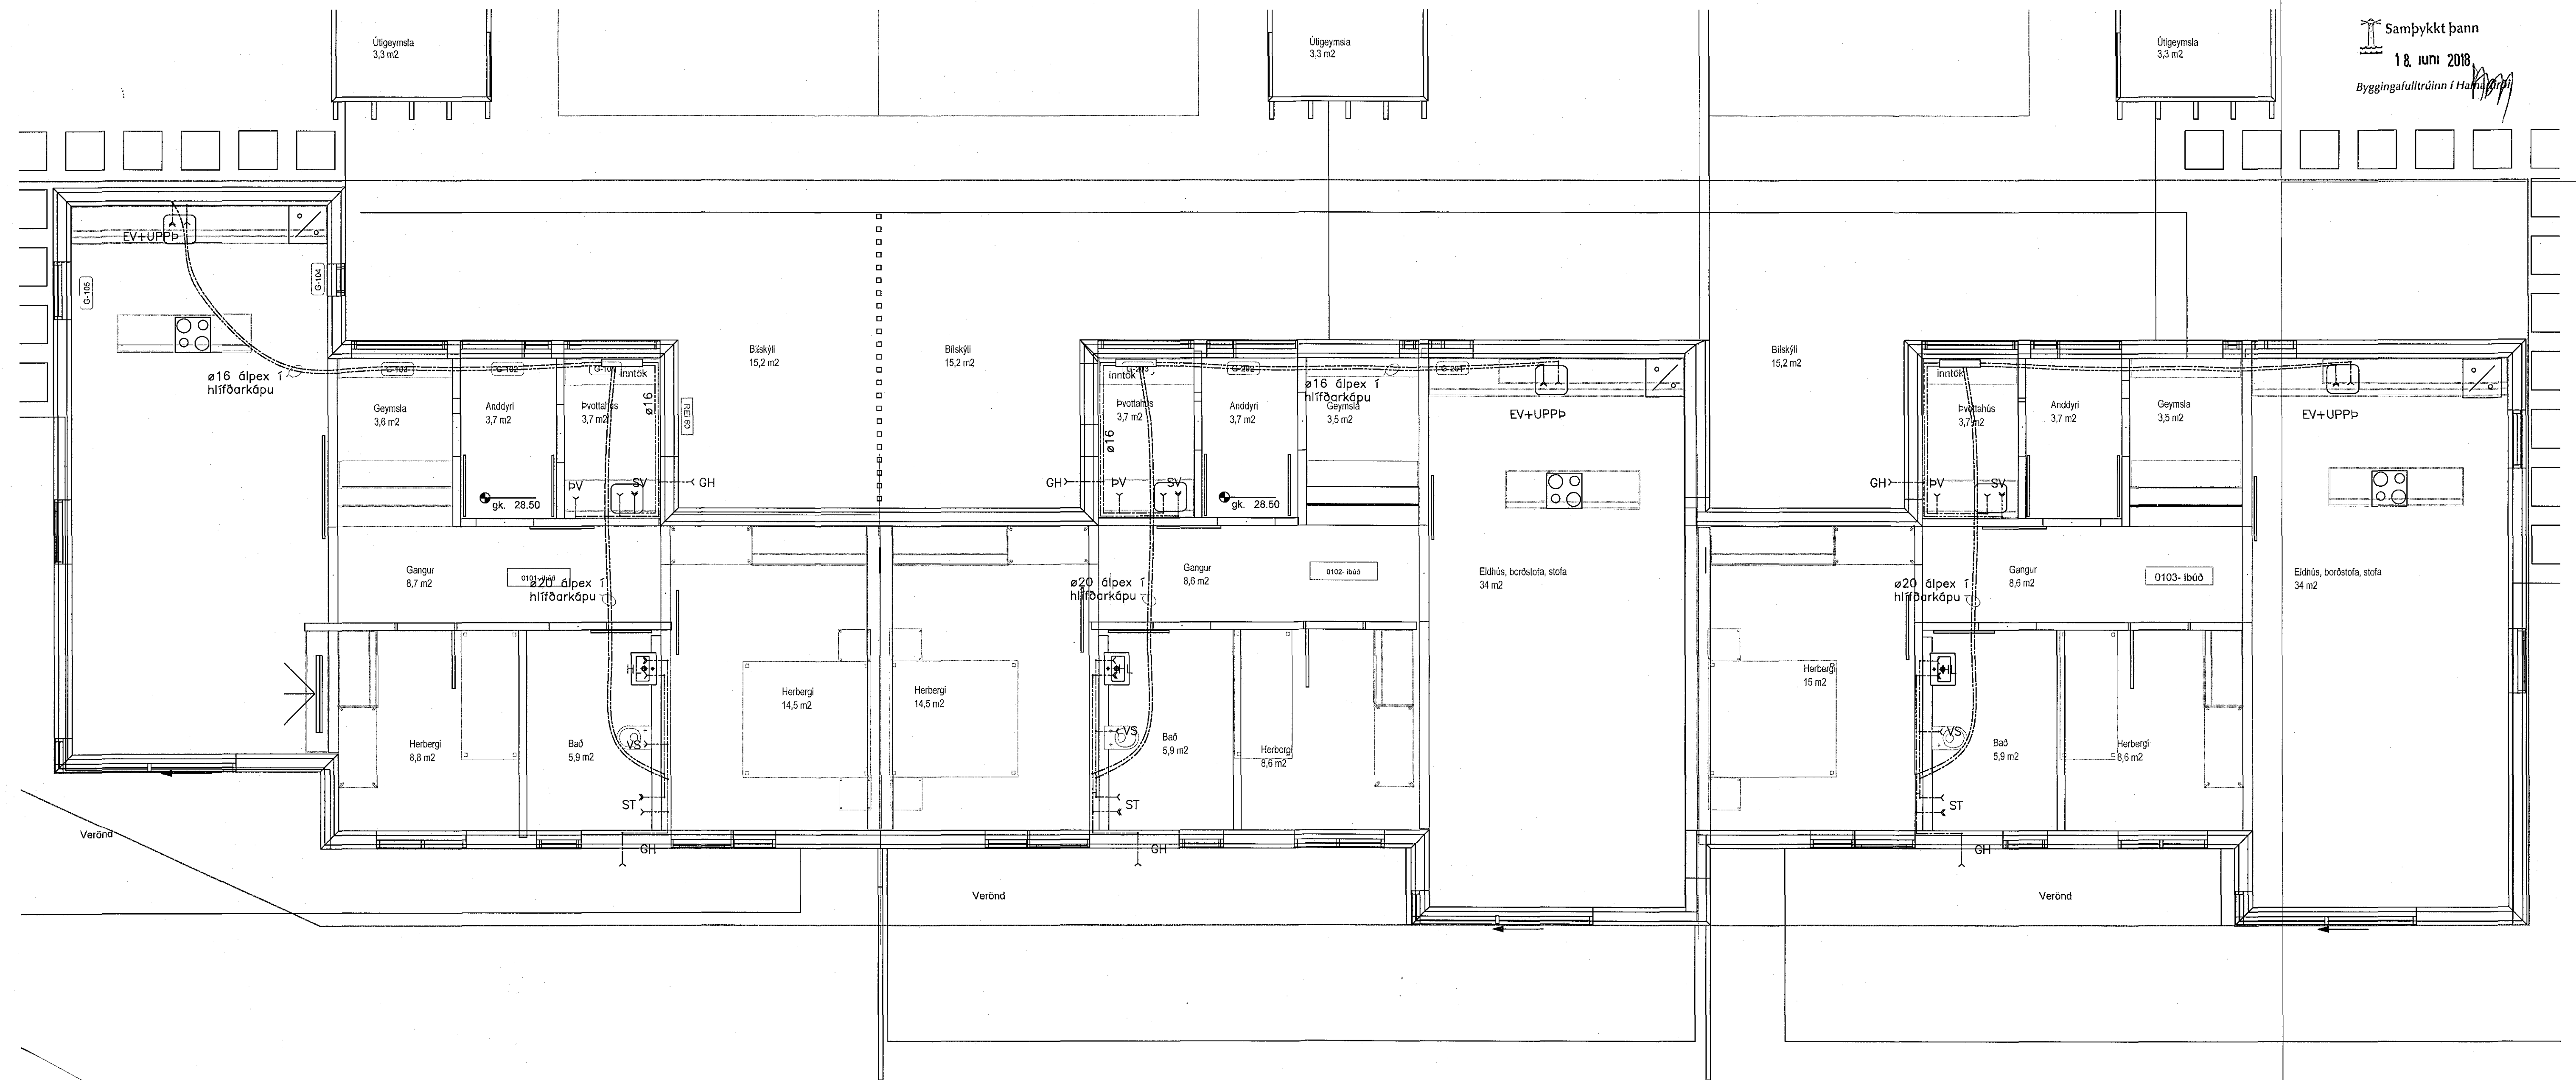 Útigeymsla
3,3 m2
Útigeymsla
3,3 m2
Útigeymsla
3,3 m2
Samþykkt þann
18. júní 2018
Byggingafulltrúinn í Hafnarfirði
EV+UPPÞ
G-105
G-104
ø16 álpex í
hlífðarkápu
G-103
G-102
inntök
ø16
Geymsla
3,6 m2
Anddyri
3,7 m2
Þvottahús
3,7 m2
REI 60
Bílskýli
15,2 m2
Bílskýli
15,2 m2
G-203
G-202
G-201
inntök
ø16 álpex í
hlífðarkápu
Þvottahús
3,7 m2
Anddyri
3,7 m2
Geymsla
3,5 m2
ø16
EV+UPPÞ
Bílskýli
15,2 m2
inntök
Þvottahús
3,7 m2
Anddyri
3,7 m2
Geymsla
3,5 m2
EV+UPPÞ
ÞV
SV
GH
gk. 28.50
GH
ÞV
SV
gk. 28.50
GH
ÞV
SV
Gangur
8,7 m2
0101- íbúð
ø20 álpex í
hlífðarkápu
ø20 álpex í
hlífðarkápu
Gangur
8,6 m2
0102- íbúð
Eldhús, borðstofa, stofa
34 m2
ø20 álpex í
hlífðarkápu
Gangur
8,6 m2
0103- íbúð
Eldhús, borðstofa, stofa
34 m2
HL
Herbergi
14,5 m2
Herbergi
14,5 m2
HL
Herbergi
15 m2
HL
Herbergi
8,8 m2
Bað
5,9 m2
VS
VS
Bað
5,9 m2
Herbergi
8,6 m2
VS
Bað
5,9 m2
Herbergi
8,6 m2
ST
ST
ST
GH
GH
GH
Verönd
Verönd
Verönd